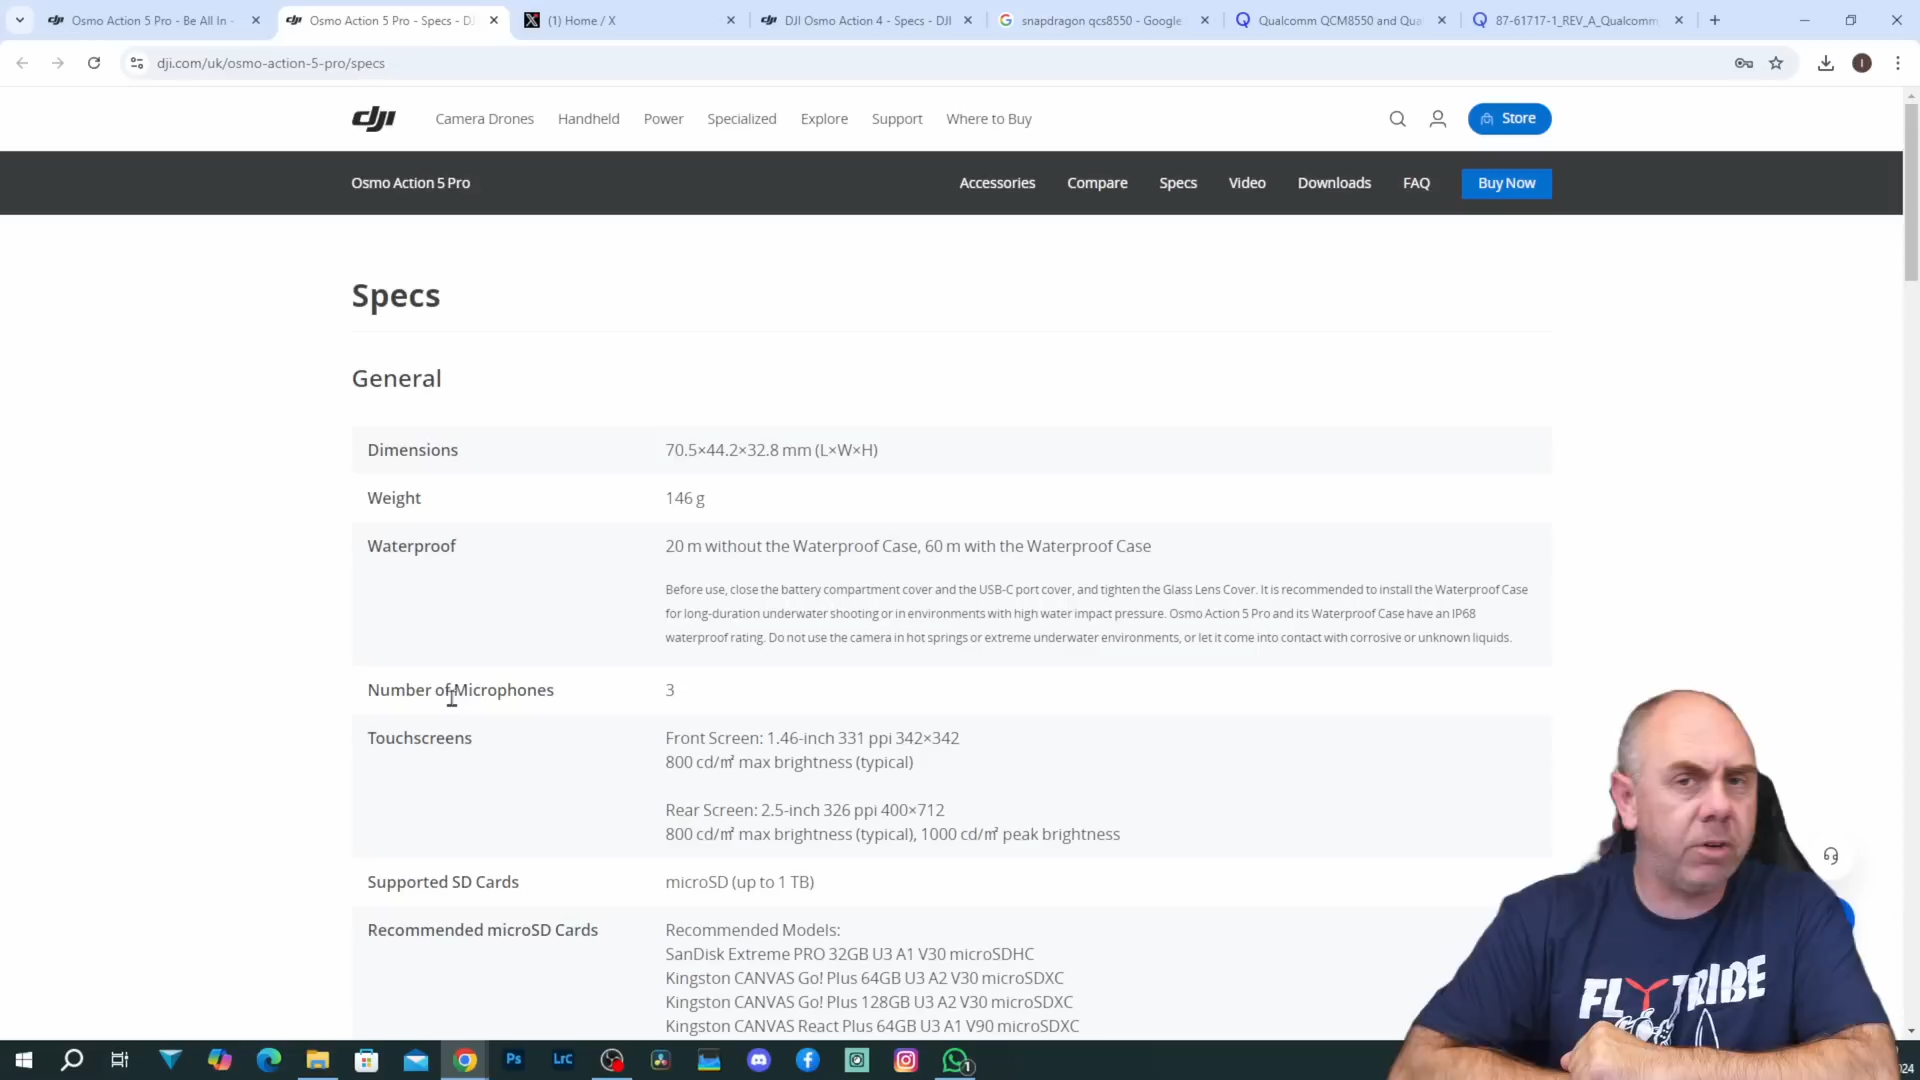 Osmo Action 5 Pro - Be All In -
Osmo Action 5 Pro - Specs - DJ
(1) Home / X
DJI Osmo Action 4 - Specs - DJI
snapdragon qcs8550 - Google
Qualcomm QCM8550 and Qua
87-61717-1_REV_A_Qualcomm
dji.com/uk/osmo-action-5-pro/specs
I
dji
Camera Drones
Handheld
Power
Specialized
Explore
Support
Where to Buy
Store
Osmo Action 5 Pro
Accessories
Compare
Specs
Video
Downloads
FAQ
Buy Now
Specs
General
Dimensions
70.5×44.2×32.8 mm (L×W×H)
Weight
146 g
Waterproof
20 m without the Waterproof Case, 60 m with the Waterproof Case
Before use, close the battery compartment cover and the USB-C port cover, and tighten the Glass Lens Cover. It is recommended to install the Waterproof Case
for long-duration underwater shooting or in environments with high water impact pressure. Osmo Action 5 Pro and its Waterproof Case have an IP68
waterproof rating. Do not use the camera in hot springs or extreme underwater environments, or let it come into contact with corrosive or unknown liquids.
Number of Microphones
3
Touchscreens
Front Screen: 1.46-inch 331 ppi 342×342
800 cd/㎡ max brightness (typical)
Rear Screen: 2.5-inch 326 ppi 400×712
800 cd/㎡ max brightness (typical), 1000 cd/㎡ peak brightness
Supported SD Cards
microSD (up to 1 TB)
Recommended microSD Cards
Recommended Models:
SanDisk Extreme PRO 32GB U3 A1 V30 microSDHC
Kingston CANVAS Go! Plus 64GB U3 A2 V30 microSDXC
Kingston CANVAS Go! Plus 128GB U3 A2 V30 microSDXC
Kingston CANVAS React Plus 64GB U3 A1 V90 microSDXC
FLYTRIBE
Ps
Lrc
1
024